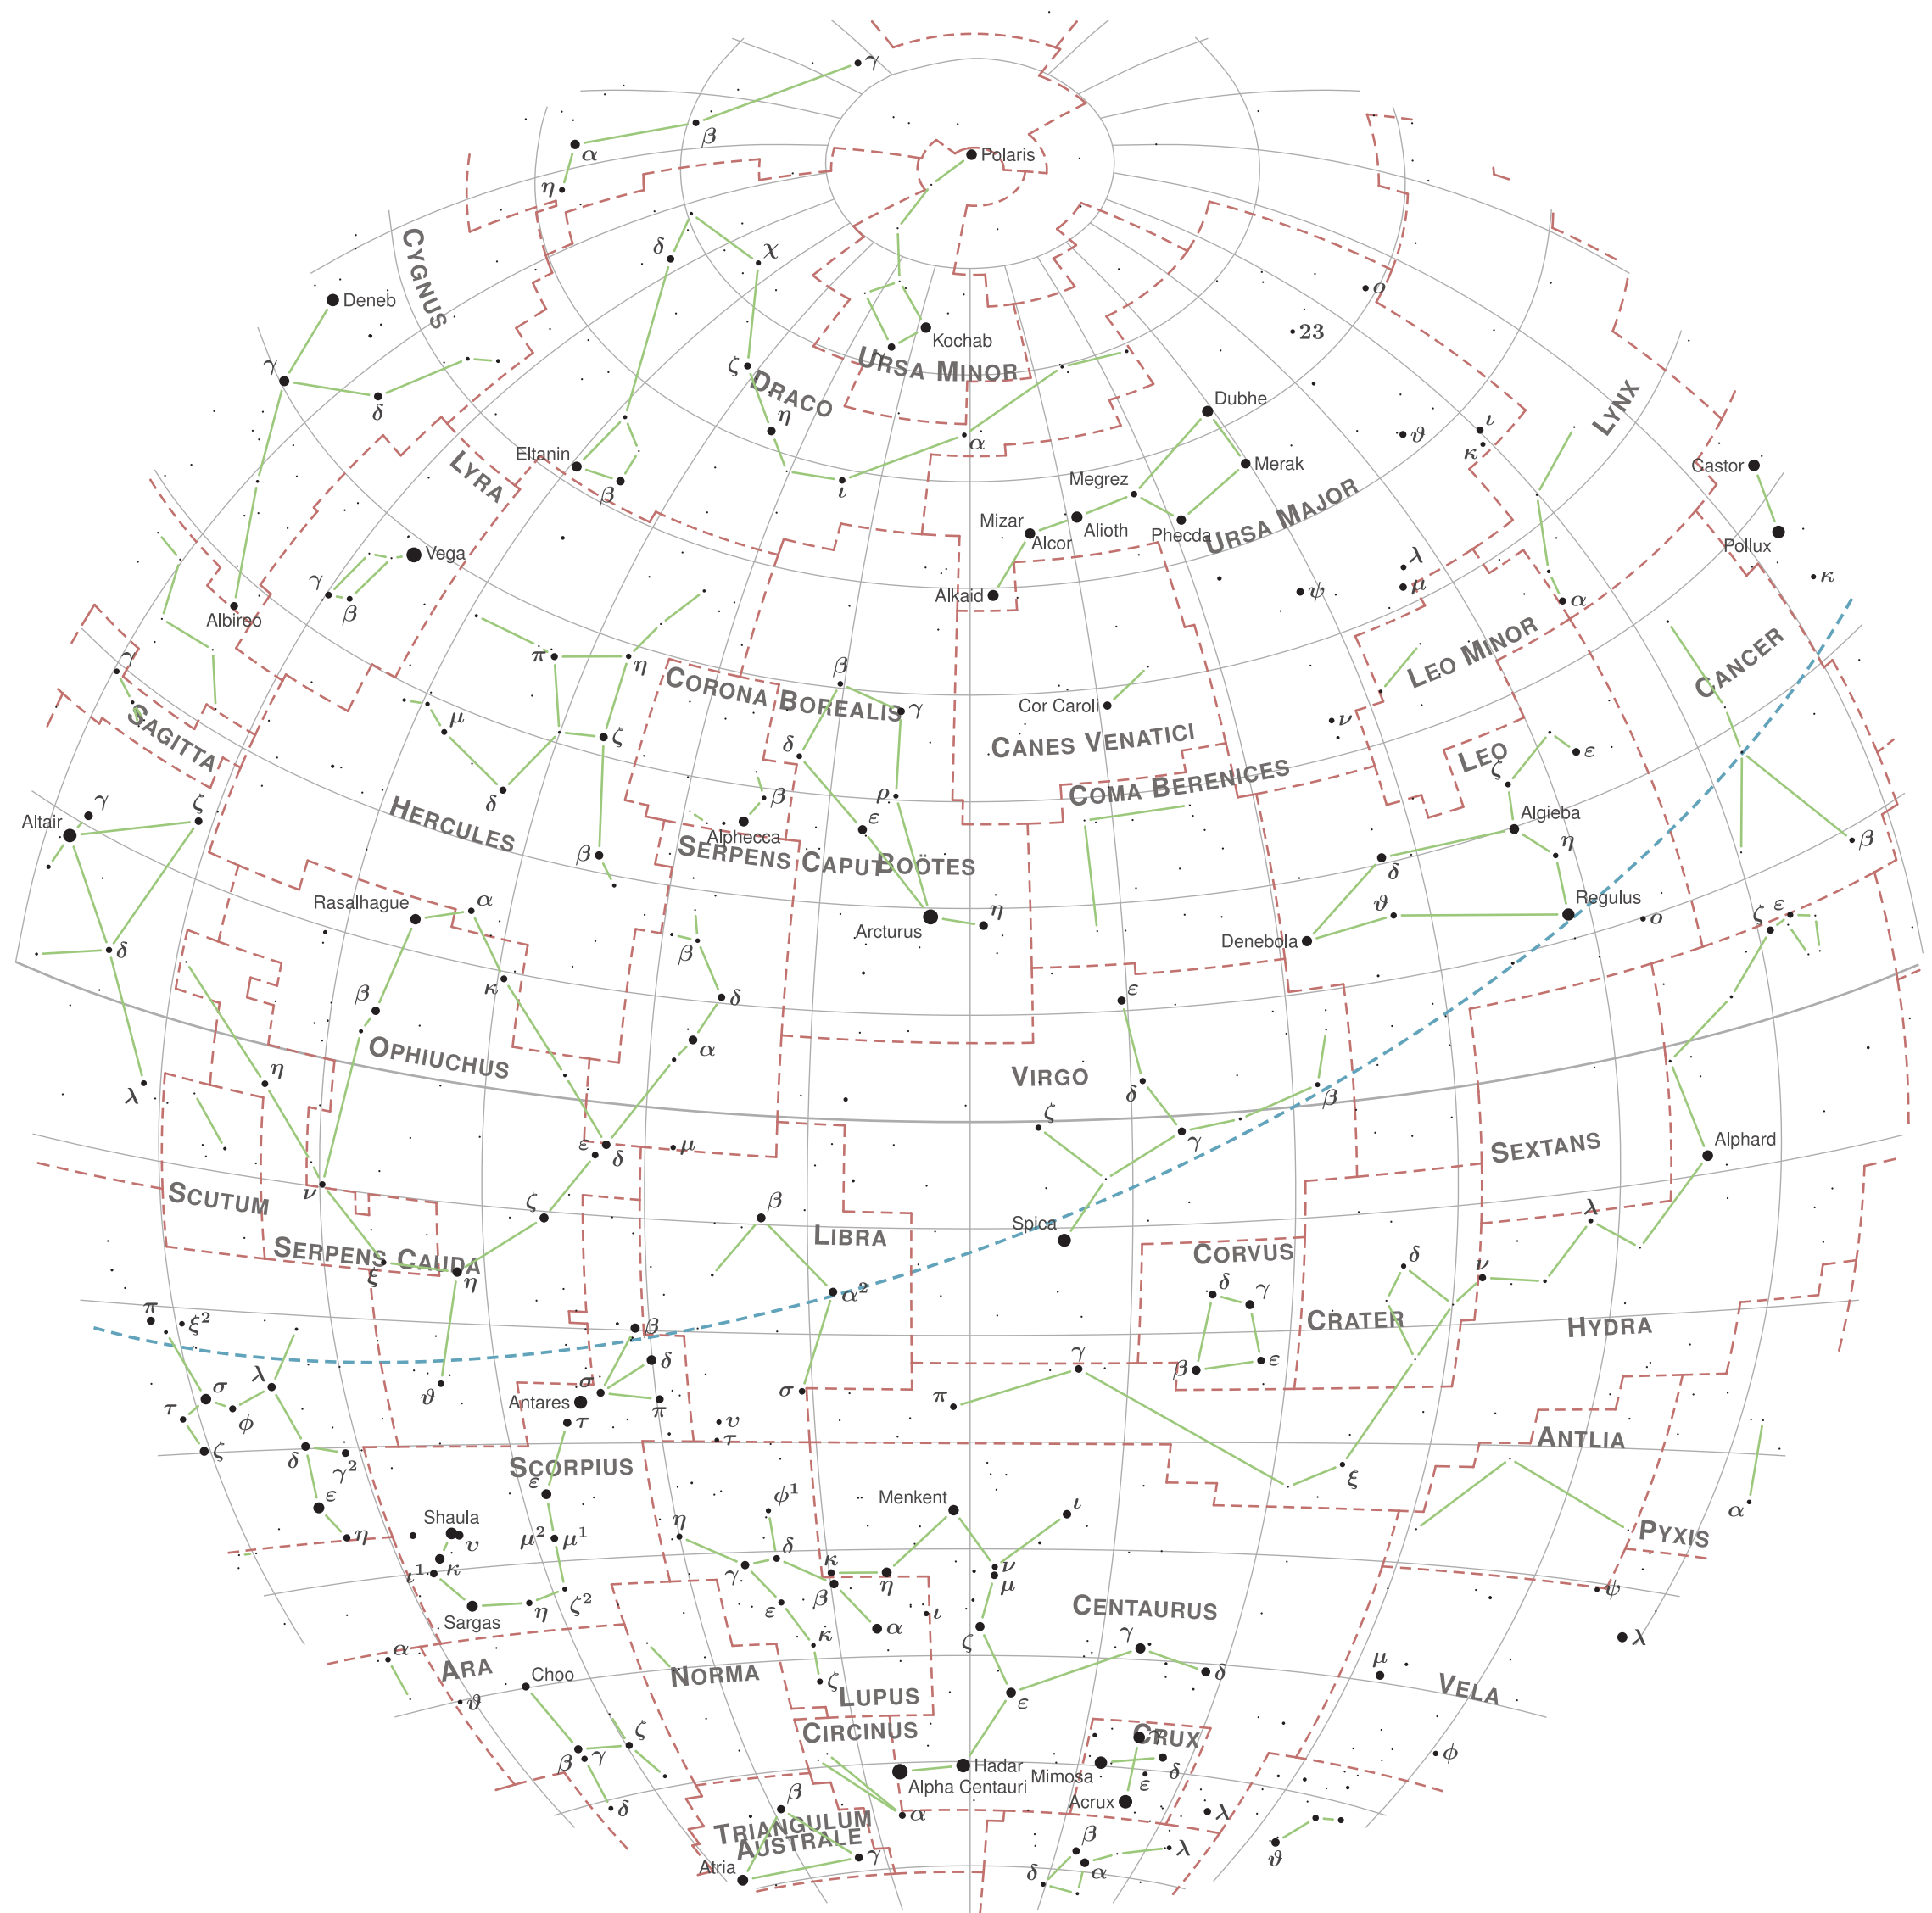 γ
β
α
η
Polaris
δ
χ
CYGNUS
Deneb
ο
23
Kochab
URSA MINOR
ζ
DRACO
γ
δ
η
Dubhe
ι
ϑ
κ
LYNX
α
Castor
Eltanin
LYRA
β
ι
Megrez
Merak
URSA MAJOR
Mizar
Alcor
Alioth
Phecda
Pollux
Vega
γ
β
Alkaid
λ
μ
ψ
α
κ
Albireo
γ
SAGITTA
π
η
CORONA BOREALIS
β
γ
LEO MINOR
CANCER
μ
ζ
δ
Cor Caroli
CANES VENATICI
ν
LEO
ε
ζ
γ
ζ
Altair
δ
HERCULES
β
Alphecca
ρ
ε
COMA BERENICES
Algieba
η
β
β
SERPENS CAPUT
BOÖTES
δ
Rasalhague
α
Arcturus
η
ϑ
Regulus
ο
ζ
ε
Denebola
δ
β
κ
β
δ
ε
OPHIUCHUS
α
VIRGO
η
λ
δ
ζ
β
γ
ε
δ
μ
SEXTANS
Alphard
SCUTUM
ν
ζ
β
LIBRA
Spica
λ
SERPENS CAUDA
ξ
η
α²
CORVUS
δ
γ
δ
ν
CRATER
HYDRA
π
ξ²
β
δ
γ
β
ε
σ
λ
ϑ
Antares
σ
π
σ
π
τ
φ
τ
υ
τ
ANTLIA
ζ
δ
γ²
SCORPIUS
ε
ξ
ε
η
Shaula
υ
μ²
μ¹
φ¹
Menkent
ι
α
PYXIS
η
δ
κ
ι¹
κ
γ
β
η
ν
μ
ψ
Sargas
η
ζ²
ε
α
ι
CENTAURUS
κ
ζ
γ
λ
α
ARA
Choo
NORMA
ζ
LUPUS
ε
δ
μ
VELA
ϑ
ζ
CIRCINUS
CRUX
β
γ
Hadar
Alpha Centauri
Mimosa
δ
ε
φ
δ
β
α
Acrux
λ
TRIANGULUM
AUSTRALE
γ
β
λ
ϑ
Atria
δ
α